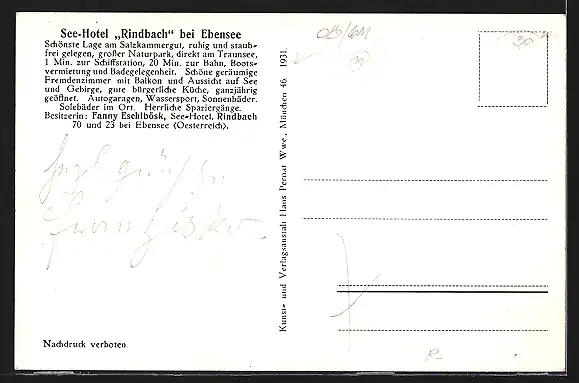 See-Hotel „Rindbach" bei Ebensee
Schönste Lage am Salzkammergut, ruhig und staub-
frei gelegen, großer Naturpark, direkt am Traunsee,
1 Min. zur Schiffstation, 20 Min. zur Bahn, Boots-
vermietung und Badegelegenheit. Schöne geräumige
Fremdenzimmer mit Balkon und Aussicht auf See
und Gebirge, gute bürgerliche Küche, ganzjährig
geöffnet. Autogaragen, Wassersport, Sonnenbäder.
Solebäder im Ort. Herrliche Spariergänge.
Besitzerin: Fanny Eschlbösk, See-Hotel, Rindbach
70 und 23 bei Ebensee (Oesterreich).
Franziska.
Nachdruck verboten.
Kunst- und Verlagsanstalt Hans Pernat Wwe., München 46 1931.
30